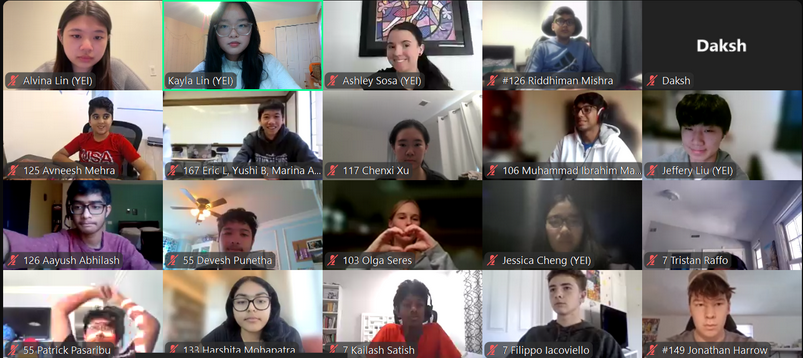 Alvina Lin (YEI)
Kayla Lin (YEI)
Ashley Sosa (YEI)
#126 Riddhiman Mishra
Daksh
Daksh
125 Avneesh Mehra
USA
167 Eric L, Yushi B, Marina A...
117 Chenxi Xu
106 Muhammad Ibrahim Ma...
Jeffery Liu (YEI)
126 Aayush Abhilash
55 Devesh Punetha
103 Olga Seres
Jessica Cheng (YEI)
7 Tristan Raffo
55 Patrick Pasaribu
133 Harshita Mohapatra
7 Kailash Satish
7 Filippo Iacoviello
#149 Jonathan Harrow